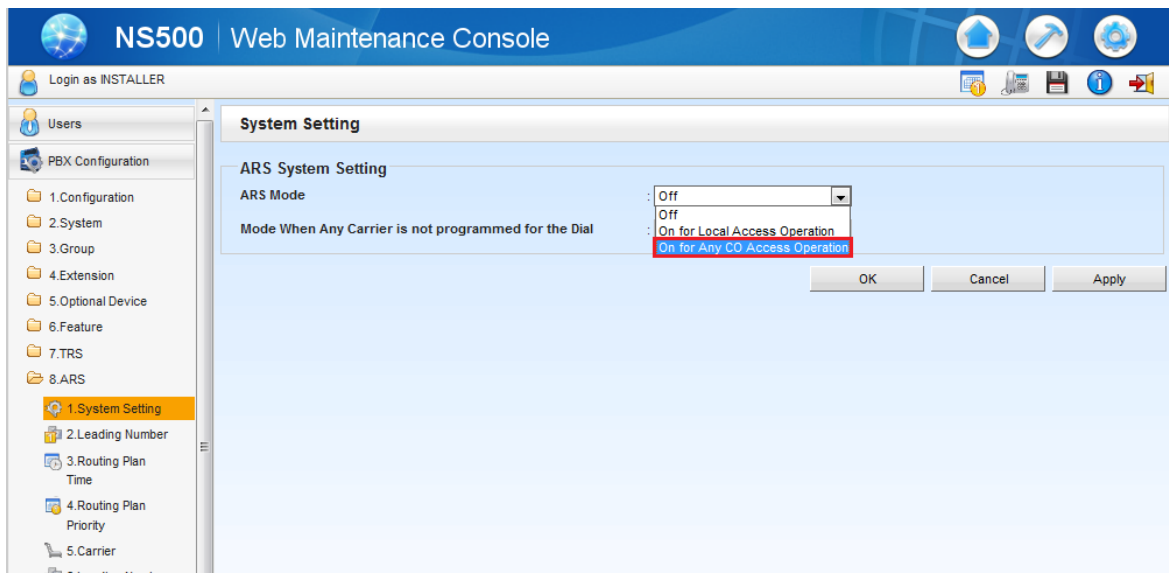 NS500 Web Maintenance Console
Login as INSTALLER
Users
PBX Configuration
1.Configuration
2.System
3.Group
4.Extension
5.Optional Device
6.Feature
7.TRS
8.ARS
1.System Setting
2.Leading Number
3.Routing Plan
Time
4.Routing Plan
Priority
5.Carrier
System Setting
ARS System Setting
ARS Mode : Off
Off
Mode When Any Carrier is not programmed for the Dial : On for Local Access Operation
On for Any CO Access Operation
OK Cancel Apply